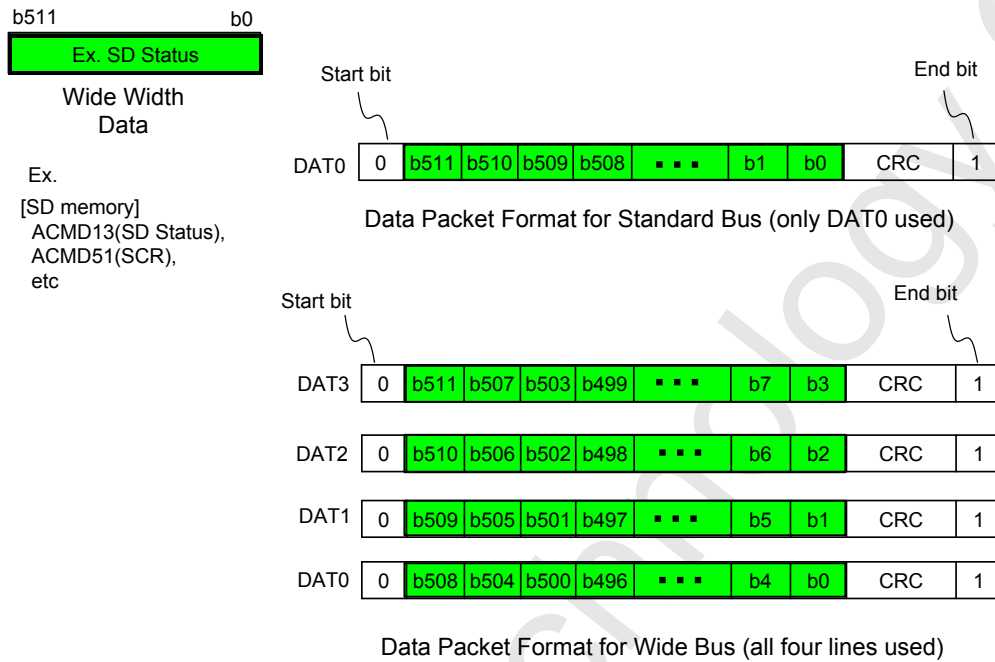 b511 b0
Ex. SD Status
Wide Width
Data
Ex.
[SD memory]
ACMD13(SD Status),
ACMD51(SCR),
etc
Start bit End bit
DAT0 0 b511 b510 b509 b508 ▪ ▪ ▪ b1 b0 CRC 1
Data Packet Format for Standard Bus (only DAT0 used)
Start bit End bit
DAT3 0 b511 b507 b503 b499 ▪ ▪ ▪ b7 b3 CRC 1
DAT2 0 b510 b506 b502 b498 ▪ ▪ ▪ b6 b2 CRC 1
DAT1 0 b509 b505 b501 b497 ▪ ▪ ▪ b5 b1 CRC 1
DAT0 0 b508 b504 b500 b496 ▪ ▪ ▪ b4 b0 CRC 1
Data Packet Format for Wide Bus (all four lines used)